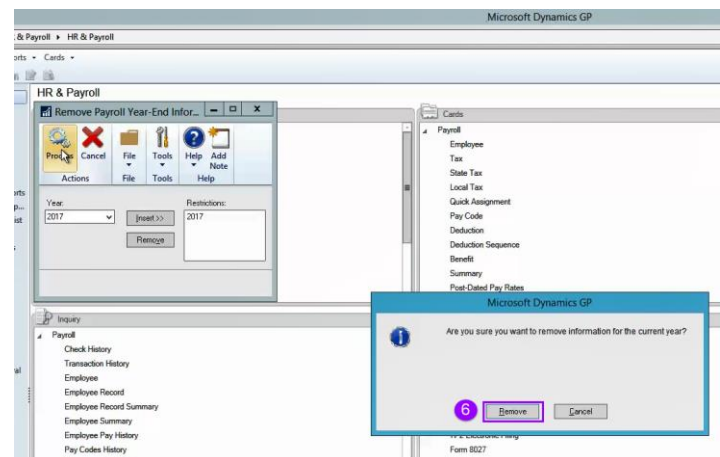 Microsoft Dynamics GP
& Payroll ▸ HR & Payroll
orts Cards
HR & Payroll
Remove Payroll Year-End Infor...
Process Cancel File Tools Help Add Note
Actions File Tools Help
Year: Restrictions:
2017 Insert >> 2017
Remove
Cards
Payroll
Employee
Tax
State Tax
Local Tax
Quick Assignment
Pay Code
Deduction
Deduction Sequence
Benefit
Summary
Post-Dated Pay Rates
Inquiry
Payroll
Check History
Transaction History
Employee
Employee Record
Employee Record Summary
Employee Summary
Employee Pay History
Pay Codes History
Microsoft Dynamics GP
Are you sure you want to remove information for the current year?
6 Remove Cancel
Form 8027